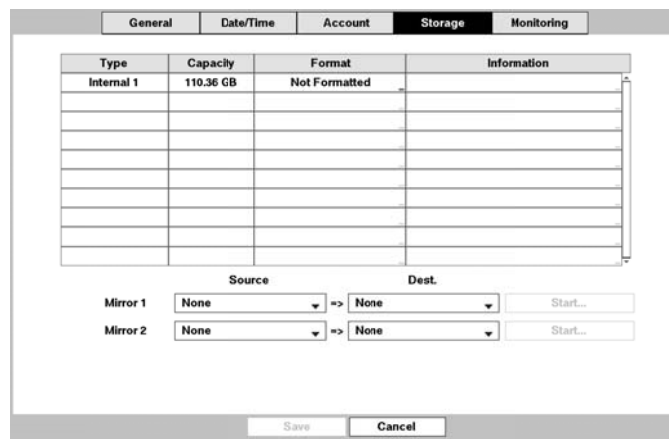 General Date/Time Account Storage Monitoring
Type Capacity Format Information
Internal 1 110.36 GB Not Formatted
Source Dest.
Mirror 1 None => None Start...
Mirror 2 None => None Start...
Save Cancel